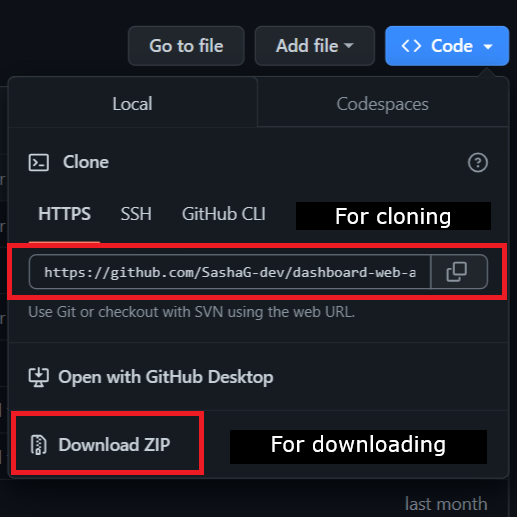 Go to file Add file Code
Local Codespaces
Clone
HTTPS SSH GitHub CLI For cloning
https://github.com/SashaG-dev/dashboard-web-a
Use Git or checkout with SVN using the web URL.
Open with GitHub Desktop
Download ZIP For downloading
last month